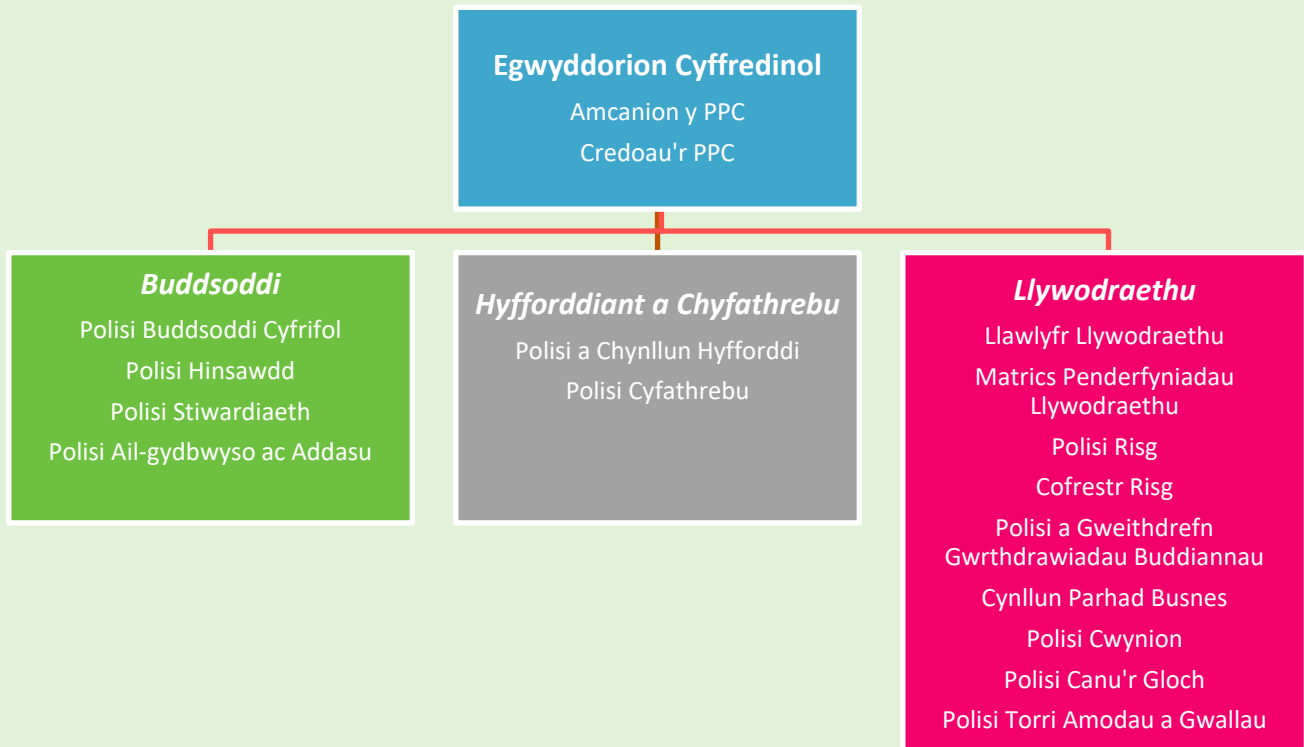 Egwyddorion Cyffredinol
Amcanion y PPC
Credoau'r PPC
Buddsoddi
Polisi Buddsoddi Cyfrifol
Polisi Hinsawdd
Polisi Stiwardiaeth
Polisi Ail-gydbwyso ac Addasu
Hyfforddiant a Chyfathrebu
Polisi a Chynllun Hyfforddi
Polisi Cyfathrebu
Llywodraethu
Llawlyfr Llywodraethu
Matrics Penderfyniadau
Llywodraethu
Polisi Risg
Cofrestr Risg
Polisi a Gweithdrefn
Gwrthdrawiadau Buddiannau
Cynllun Parhad Busnes
Polisi Cwynion
Polisi Canu'r Gloch
Polisi Torri Amodau a Gwallau